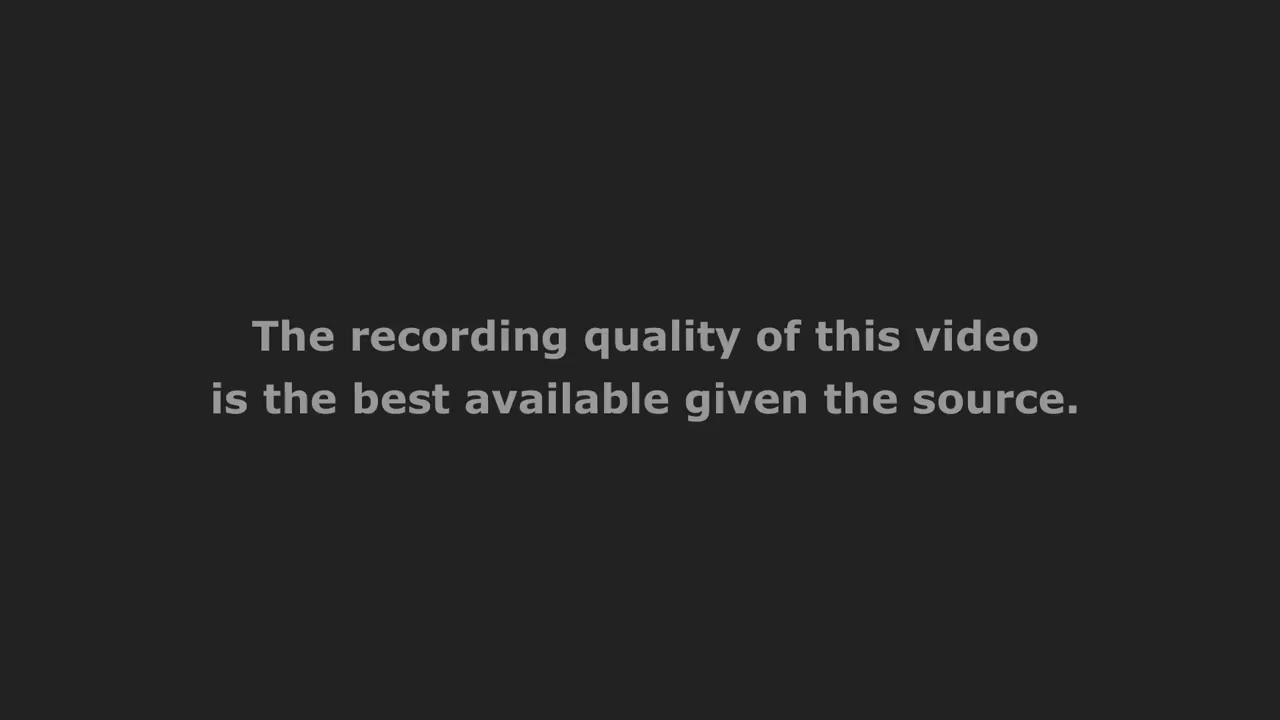 The recording quality of this video
is the best available given the source.